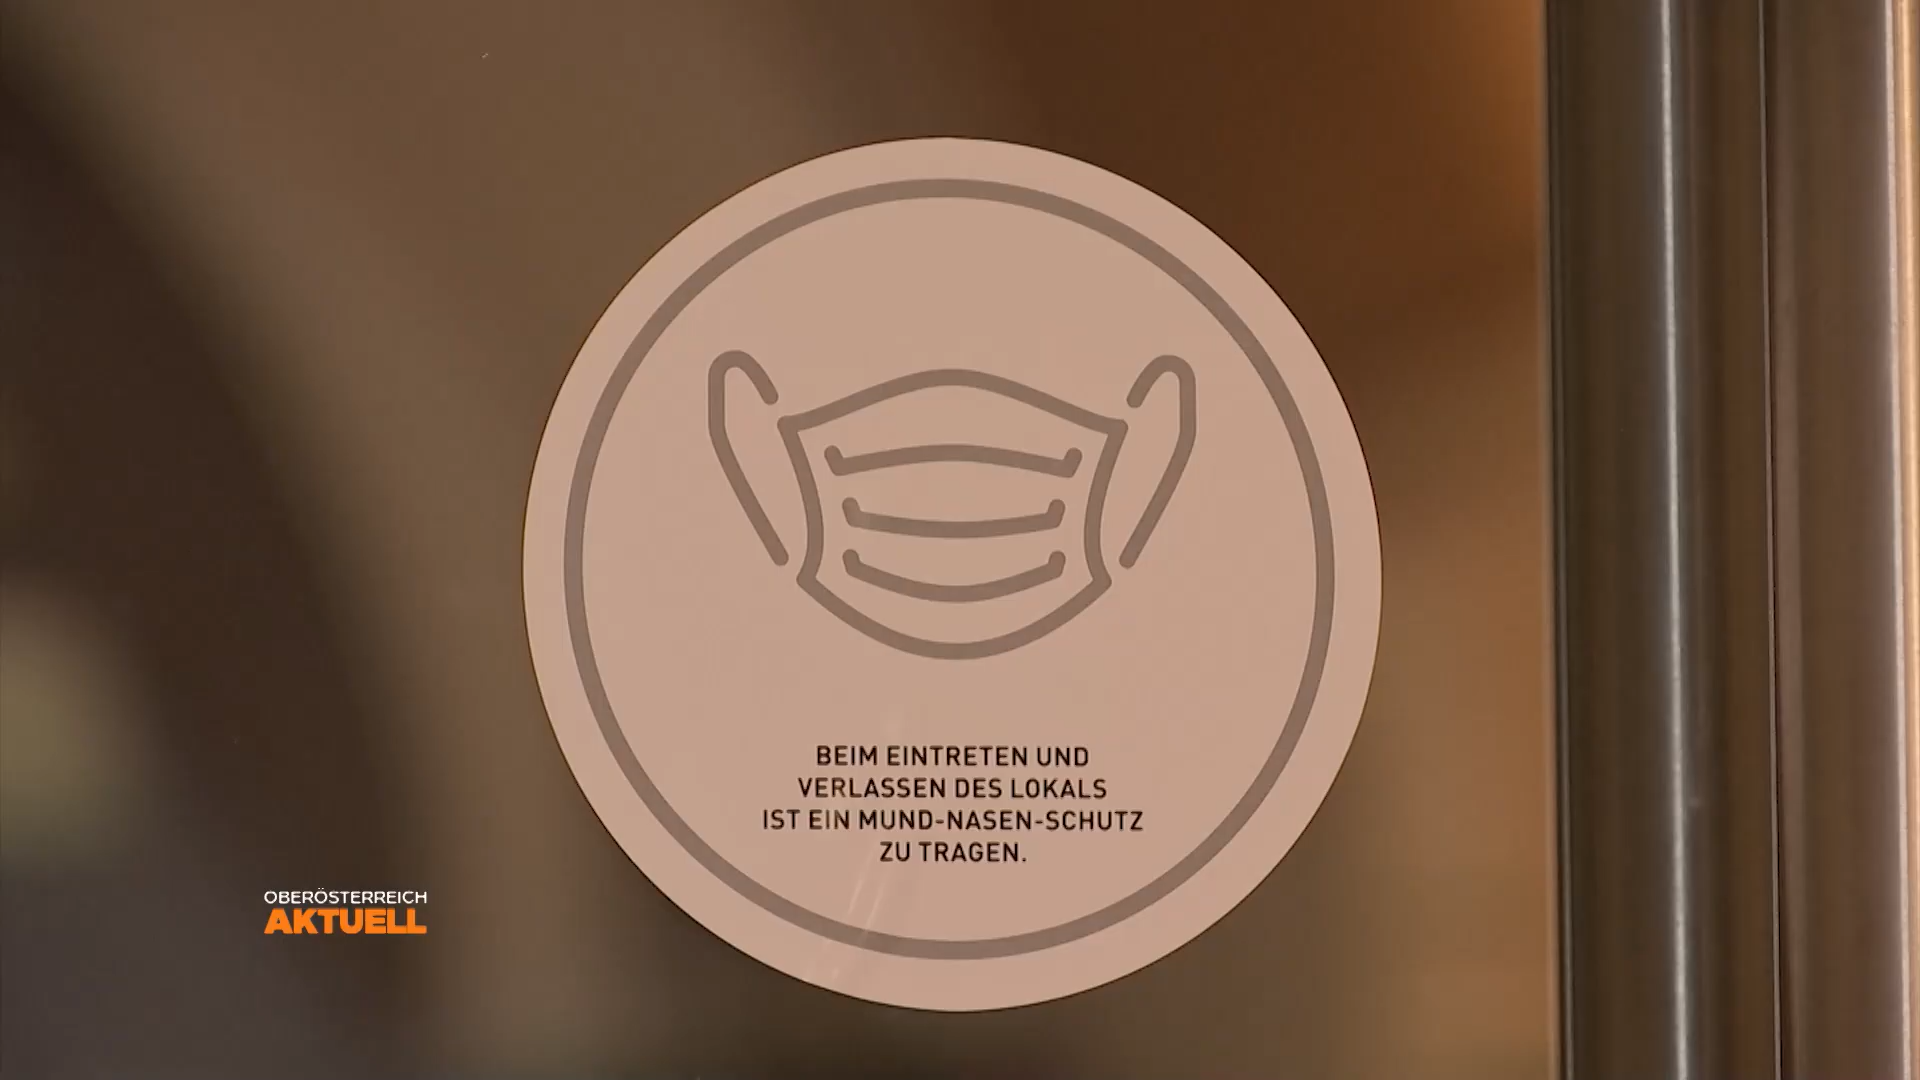 BEIM EINTRETEN UND
VERLASSEN DES LOKALS
IST EIN MUND-NASEN-SCHUTZ
ZU TRAGEN.
OBERÖSTERREICH
AKTUELL